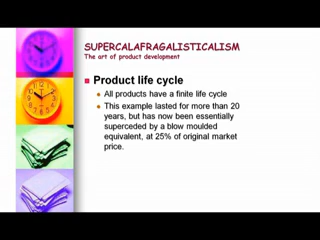 SUPERCALAFRAGALISTICALISM
The art of product development
Product life cycle
All products have a finite life cycle
This example lasted for more than 20
years, but has now been essentially
superceded by a blow moulded
equivalent, at 25% of original market
price.